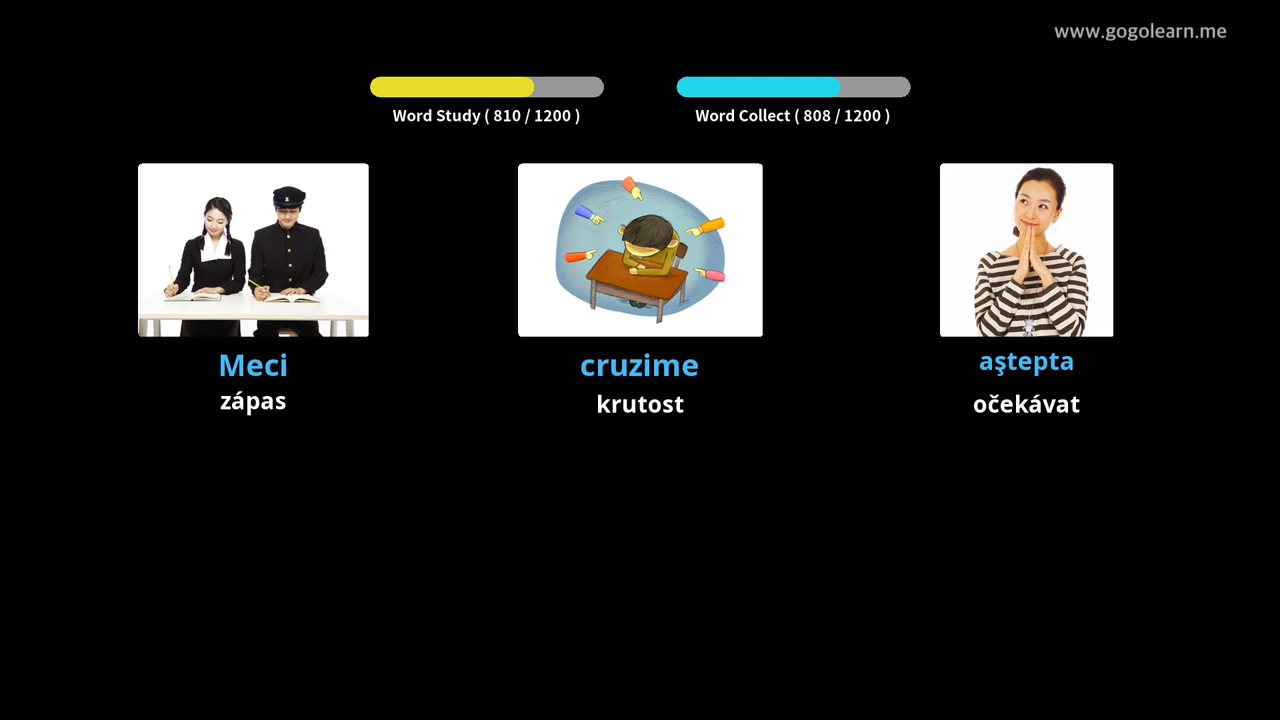 www.gogolearn.me
Word Study ( 810 / 1200 )
Word Collect ( 808 / 1200 )
Meci
zápas
cruzime
krutost
aştepta
očekávat